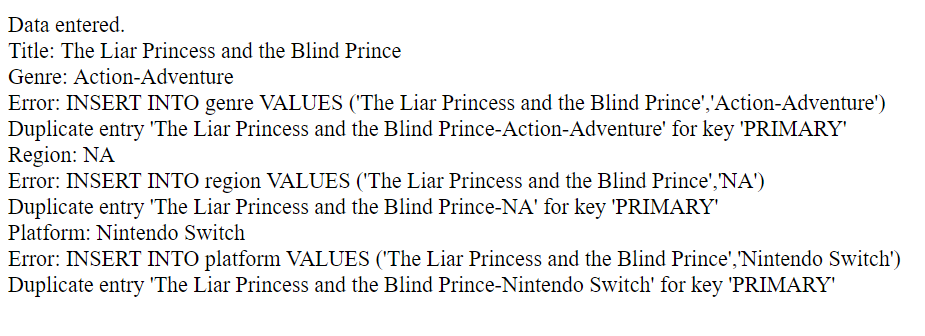 Data entered.
Title: The Liar Princess and the Blind Prince
Genre: Action-Adventure
Error: INSERT INTO genre VALUES ('The Liar Princess and the Blind Prince','Action-Adventure')
Duplicate entry 'The Liar Princess and the Blind Prince-Action-Adventure' for key 'PRIMARY'
Region: NA
Error: INSERT INTO region VALUES ('The Liar Princess and the Blind Prince','NA')
Duplicate entry 'The Liar Princess and the Blind Prince-NA' for key 'PRIMARY'
Platform: Nintendo Switch
Error: INSERT INTO platform VALUES ('The Liar Princess and the Blind Prince','Nintendo Switch')
Duplicate entry 'The Liar Princess and the Blind Prince-Nintendo Switch' for key 'PRIMARY'